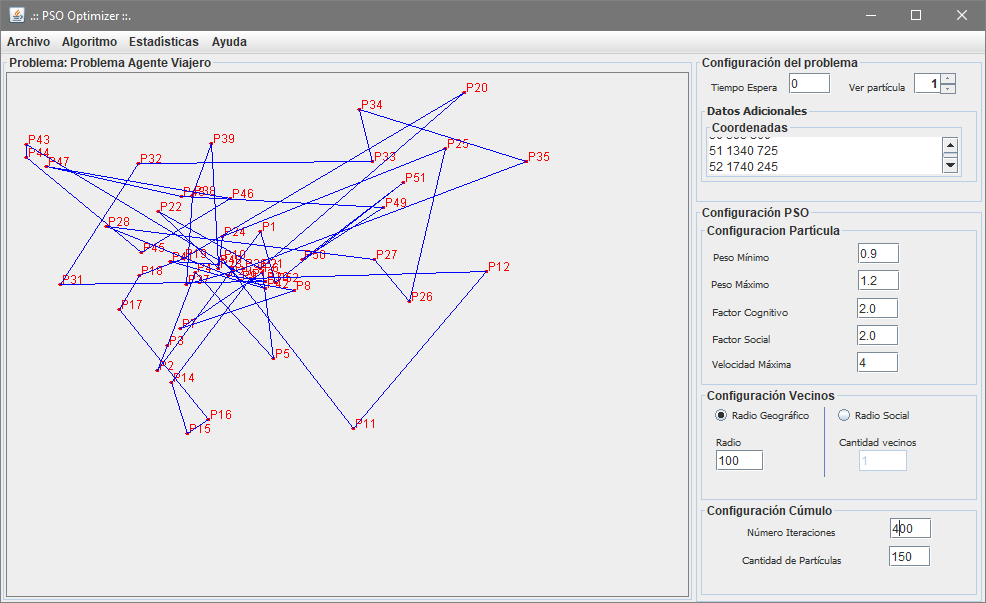 .:: PSO Optimizer ::.
Archivo Algoritmo Estadísticas Ayuda
Problema: Problema Agente Viajero
P20
P34
P43
P39
P25
P44
P47
P32
P33
P35
P51
P38
P46
P22
P49
P28
P24
P1
P45
P19
P50
P27
P18
P12
P31
P8
P26
P17
P7
P3
P5
P2
P14
P16
P15
P11
Configuración del problema
Tiempo Espera 0 Ver partícula 1
Datos Adicionales
Coordenadas
51 1340 725
52 1740 245
Configuración PSO
Configuracion Partícula
Peso Mínimo 0.9
Peso Máximo 1.2
Factor Cognitivo 2.0
Factor Social 2.0
Velocidad Máxima 4
Configuración Vecinos
Radio Geográfico Radio Social
Radio Cantidad vecinos
100 1
Configuración Cúmulo
Número Iteraciones 400
Cantidad de Partículas 150